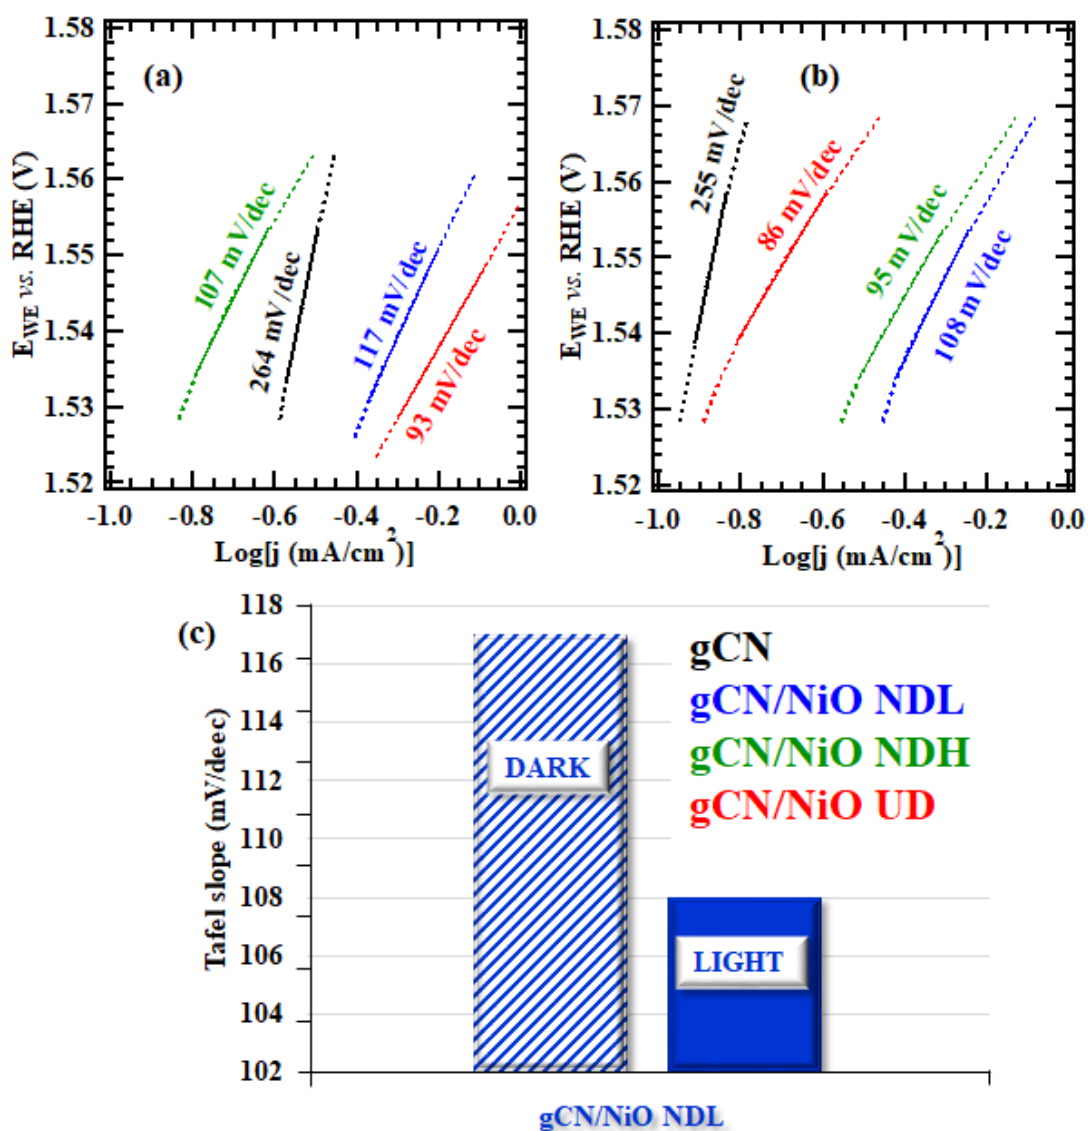 (a)
E_WE vs. RHE (V)
1.58
1.57
1.56
1.55
1.54
1.53
1.52
107 mV/dec
264 mV/dec
117 mV/dec
93 mV/dec
-1.0 -0.8 -0.6 -0.4 -0.2 0.0
Log[j (mA/cm²)]
(b)
E_WE vs. RHE (V)
1.58
1.57
1.56
1.55
1.54
1.53
1.52
255 mV/dec
86 mV/dec
95 mV/dec
108 mV/dec
-1.0 -0.8 -0.6 -0.4 -0.2 0.0
Log[j (mA/cm²)]
(c)
Tafel slope (mV/deec)
118
116
114
112
110
108
106
104
102
DARK
LIGHT
gCN
gCN/NiO NDL
gCN/NiO NDH
gCN/NiO UD
gCN/NiO NDL